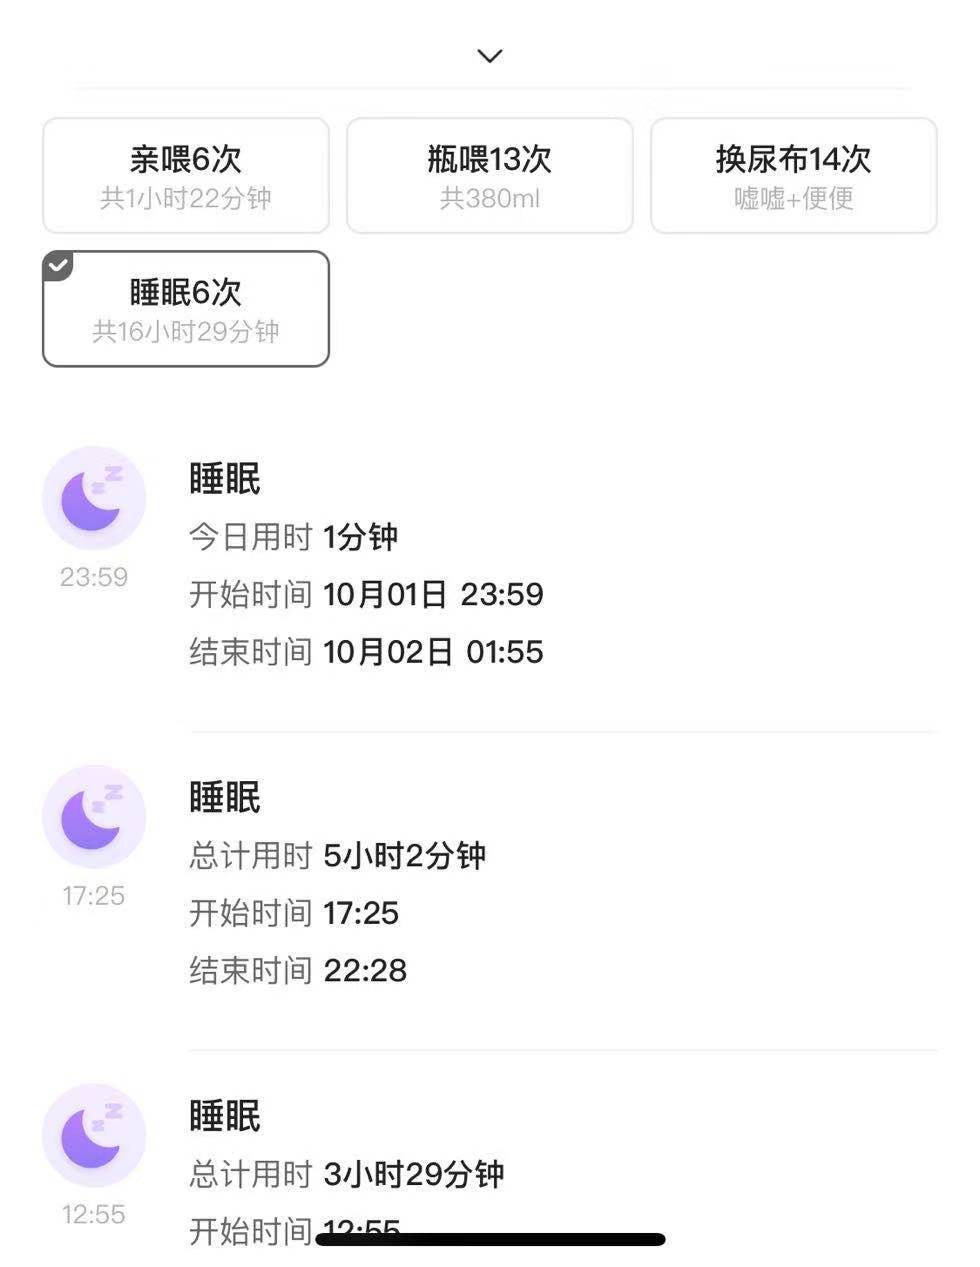 亲喂6次
共1小时22分钟
瓶喂13次
共380ml
换尿布14次
嘘嘘+便便
睡眠6次
共16小时29分钟
睡眠
今日用时 1分钟
23:59
开始时间 10月01日 23:59
结束时间 10月02日 01:55
睡眠
总计用时 5小时2分钟
17:25
开始时间 17:25
结束时间 22:28
睡眠
总计用时 3小时29分钟
12:55
开始时间 12:55